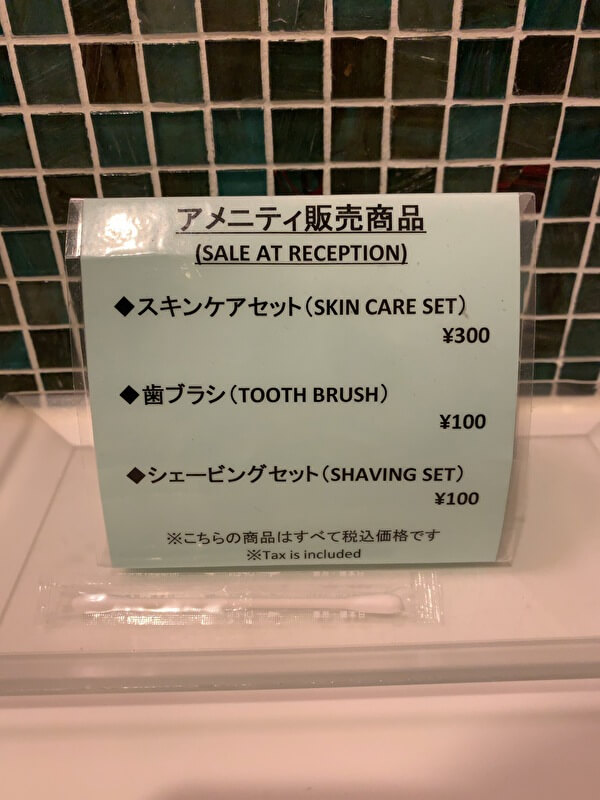 アメニティ販売商品
(SALE AT RECEPTION)
◆スキンケアセット（SKIN CARE SET）
¥300
◆歯ブラシ（TOOTH BRUSH）
¥100
◆シェービングセット（SHAVING SET）
¥100
※こちらの商品はすべて税込価格です
※Tax is included